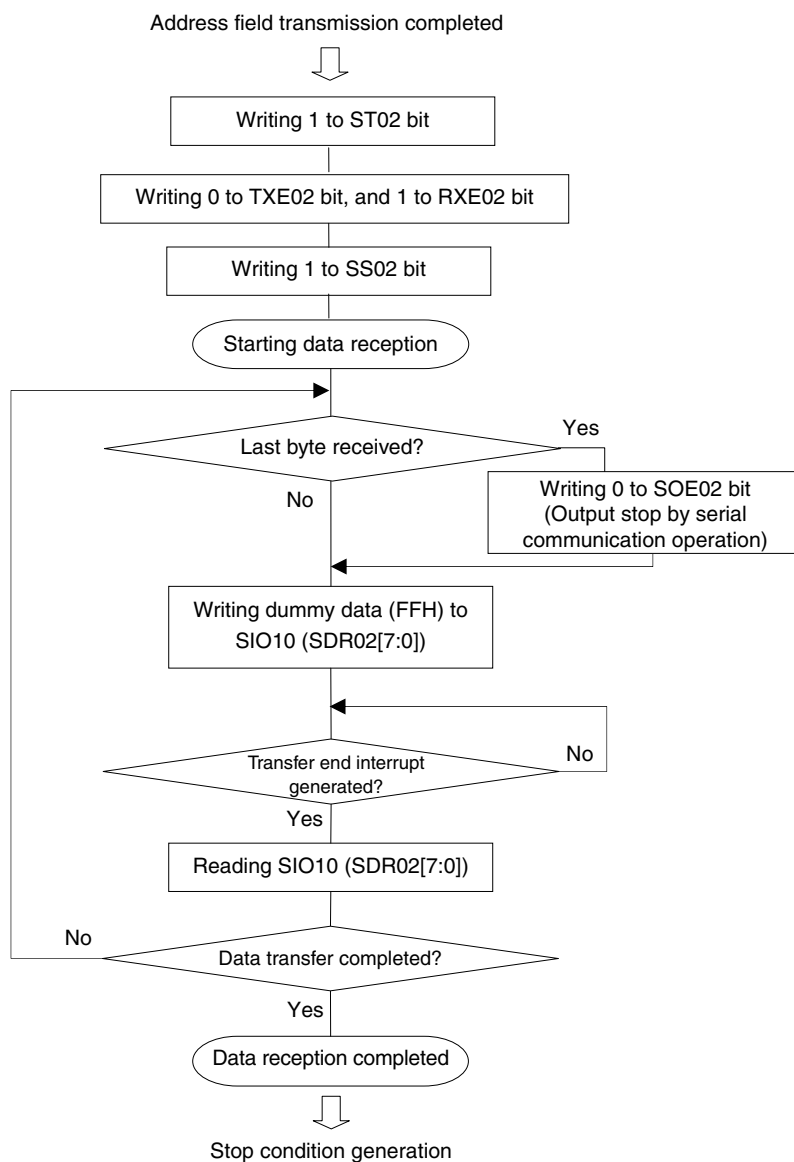 Address field transmission completed
Writing 1 to ST02 bit
Writing 0 to TXE02 bit, and 1 to RXE02 bit
Writing 1 to SS02 bit
Starting data reception
Last byte received?
Yes
No
Writing 0 to SOE02 bit
(Output stop by serial
communication operation)
Writing dummy data (FFH) to
SIO10 (SDR02[7:0])
Transfer end interrupt
generated?
No
Yes
Reading SIO10 (SDR02[7:0])
No
Data transfer completed?
Yes
Data reception completed
Stop condition generation